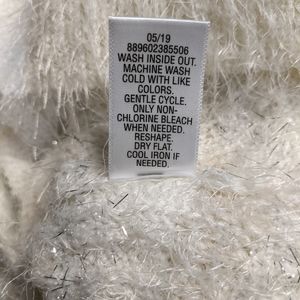 05/19
889602385506
WASH INSIDE OUT.
MACHINE WASH
COLD WITH LIKE
COLORS.
GENTLE CYCLE.
ONLY NON-
CHLORINE BLEACH
WHEN NEEDED.
RESHAPE.
DRY FLAT.
COOL IRON IF
NEEDED.